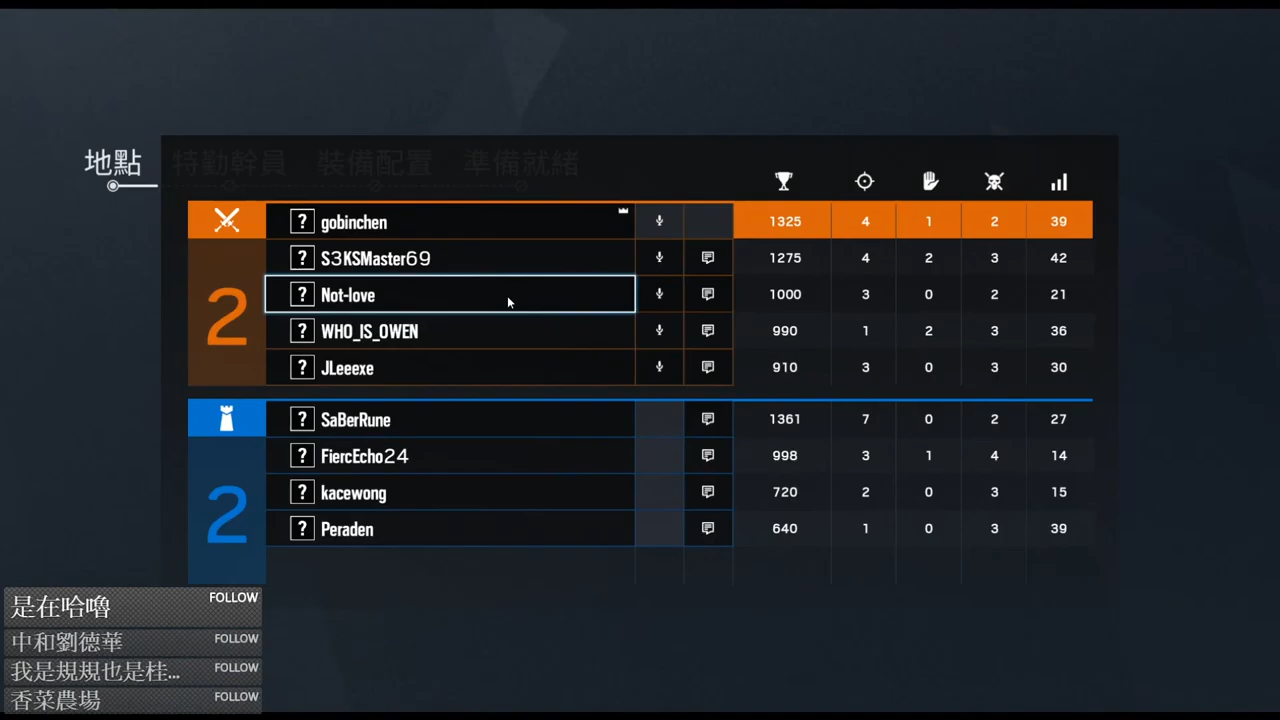 地點 特勤幹員 裝備配置 準備就緒
? gobinchen 1325 4 1 2 39
? S3KSMaster69 1275 4 2 3 42
? Not-love 1000 3 0 2 21
2
? WHO_IS_OWEN 990 1 2 3 36
? JLeeexe 910 3 0 3 30
? SaBerRune 1361 7 0 2 27
? FiercEcho24 998 3 1 4 14
? kacewong 720 2 0 3 15
2
? Peraden 640 1 0 3 39
是在哈嚕 FOLLOW
中和劉德華 FOLLOW
我是規規也是桂... FOLLOW
香菜農場 FOLLOW